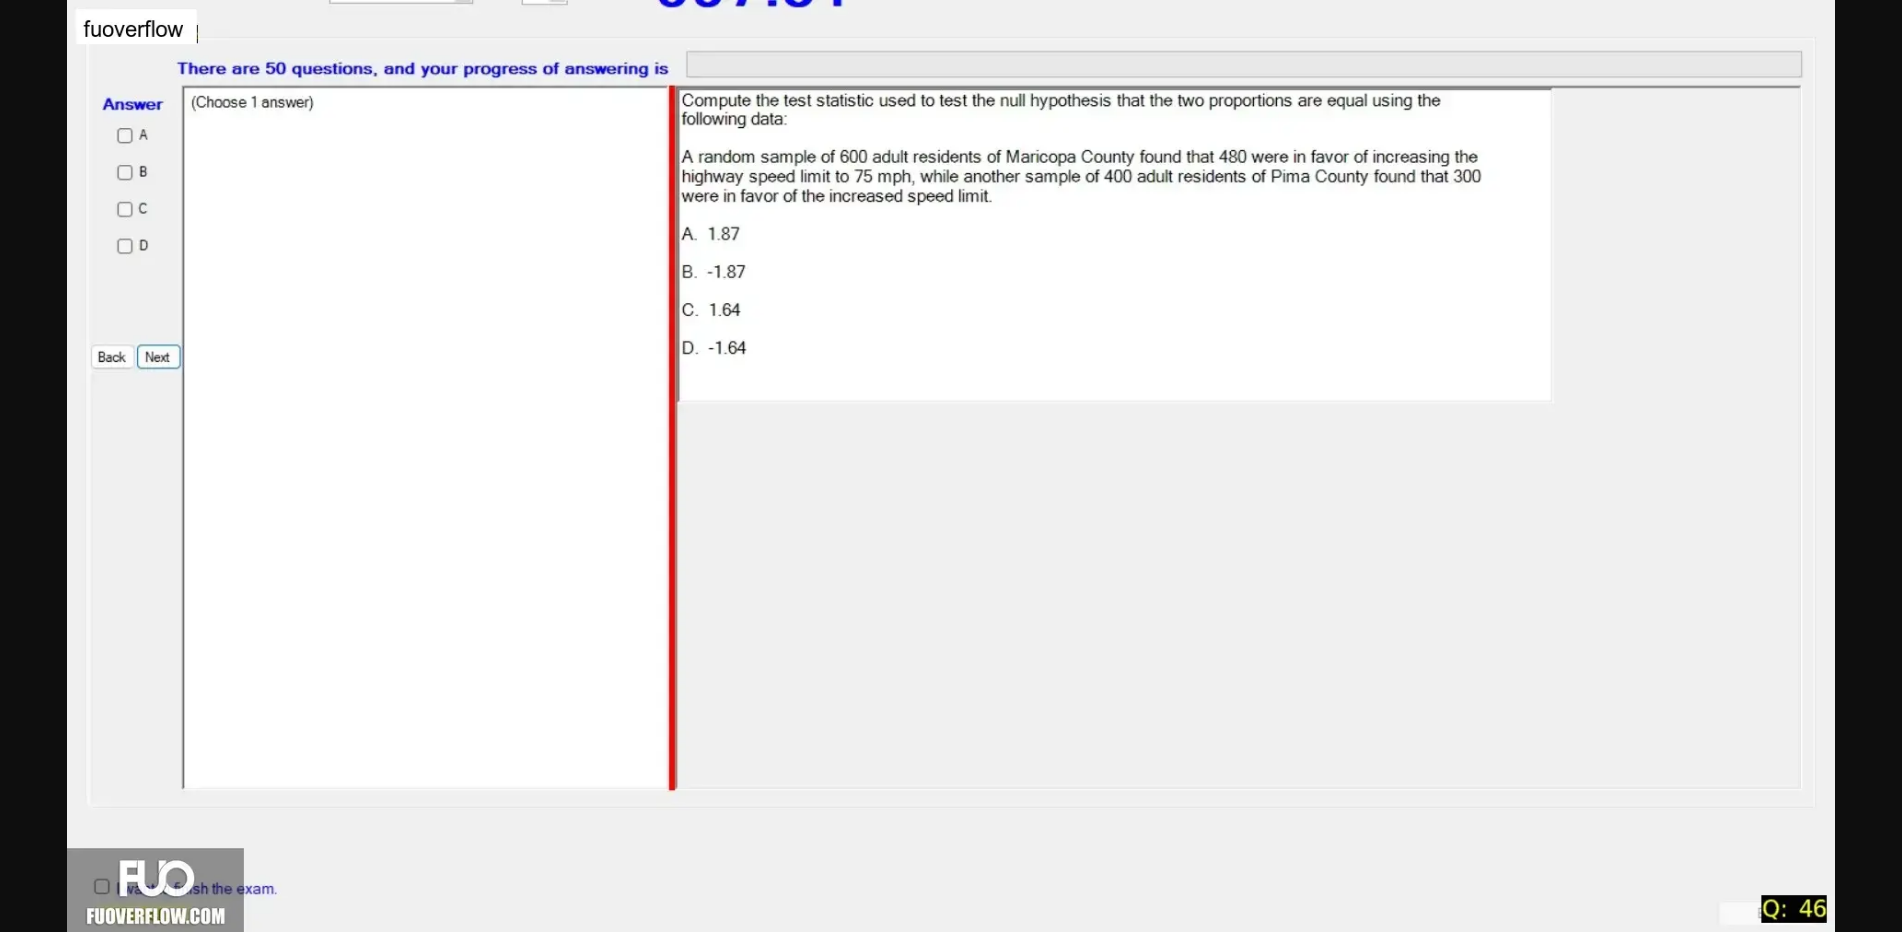 fuoverflow
There are 50 questions, and your progress of answering is
Answer
(Choose 1 answer)
A
B
C
D
Back
Next
Compute the test statistic used to test the null hypothesis that the two proportions are equal using the
following data:
A random sample of 600 adult residents of Maricopa County found that 480 were in favor of increasing the
highway speed limit to 75 mph, while another sample of 400 adult residents of Pima County found that 300
were in favor of the increased speed limit.
A. 1.87
B. -1.87
C. 1.64
D. -1.64
the exam.
FUO
FUOVERFLOW.COM
Q: 46